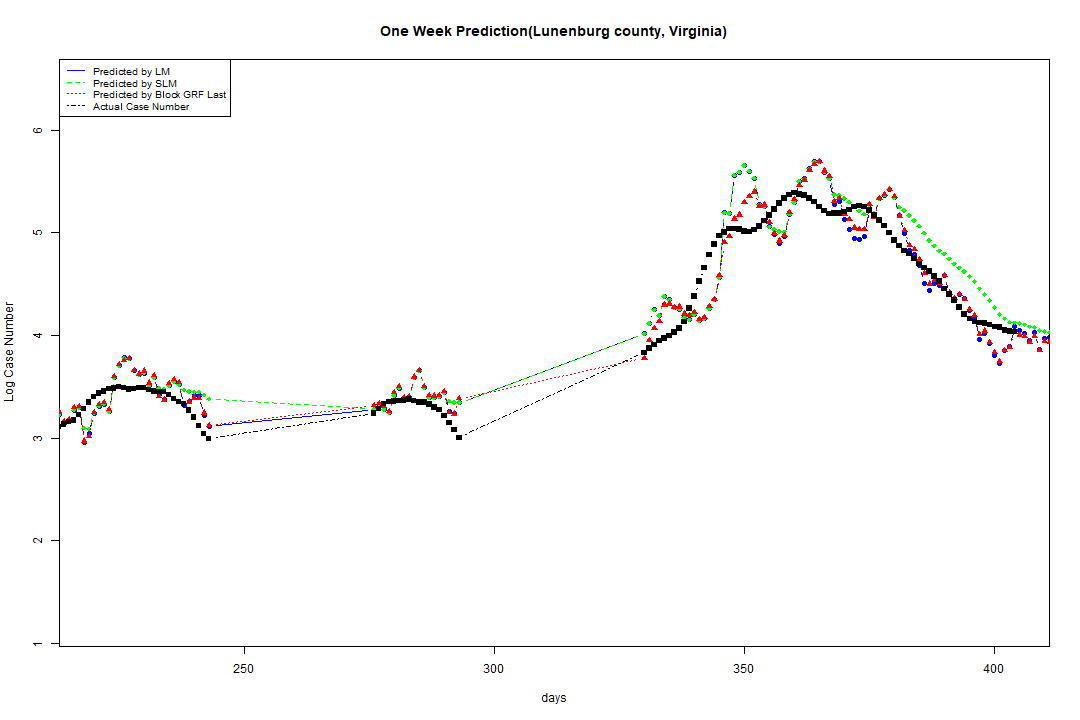 One Week Prediction(Lunenburg county, Virginia)
Predicted by LM
Predicted by SLM
Predicted by Block GRF Last
Actual Case Number
6
5
4
3
2
1
Log Case Number
250
300
350
400
days